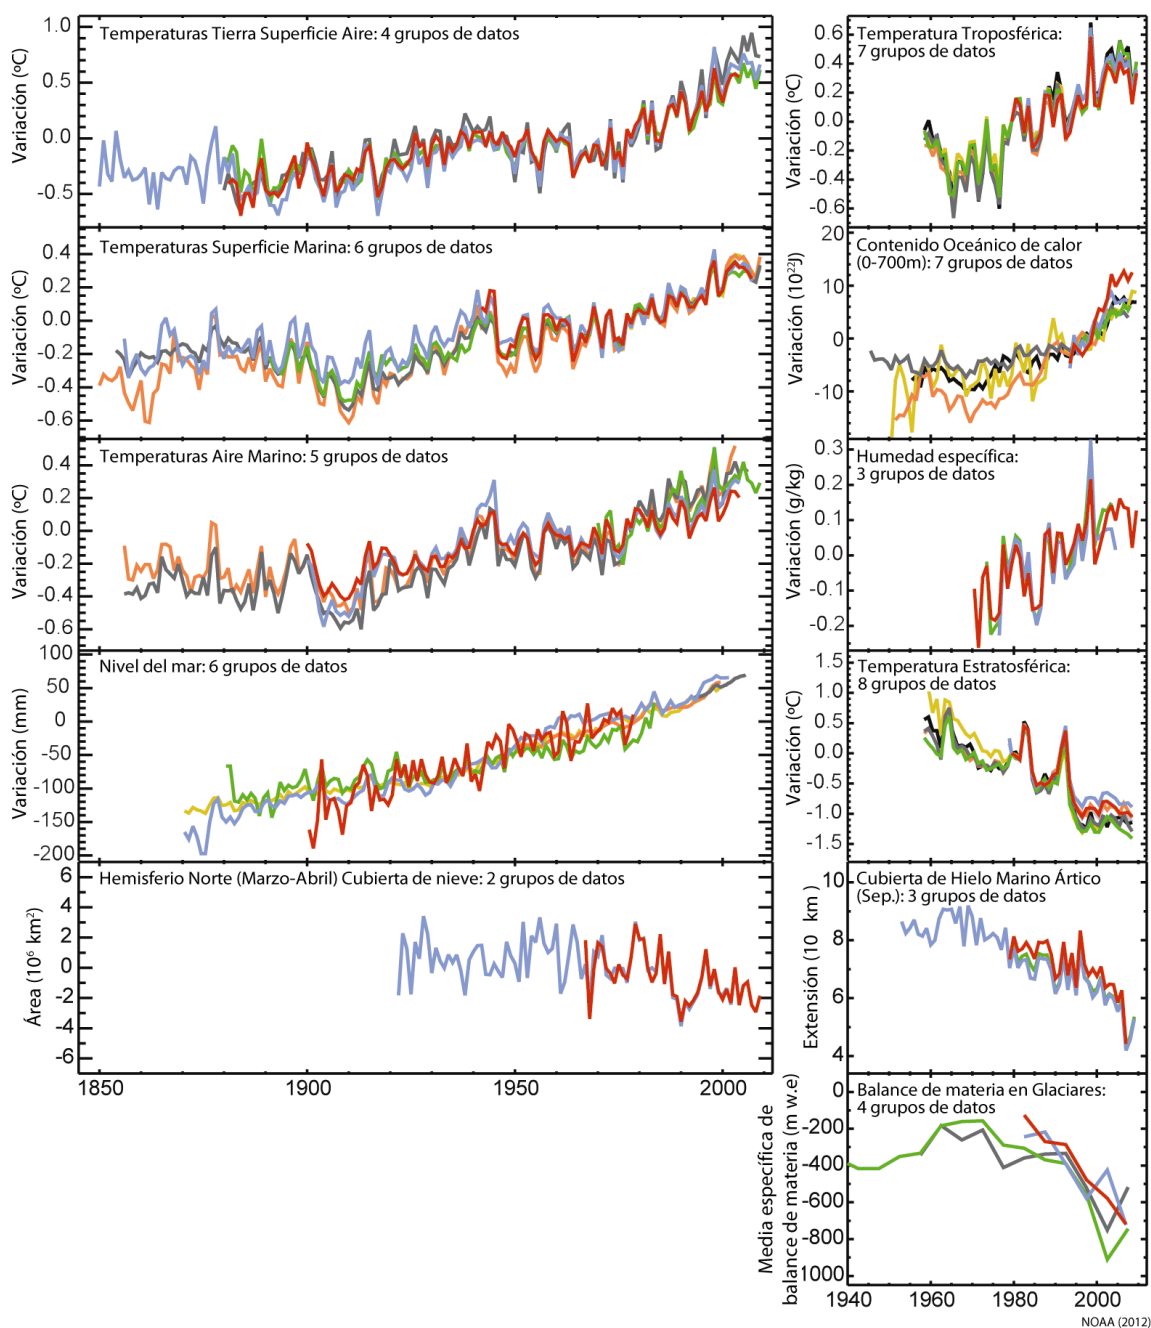 Temperaturas Tierra Superficie Aire: 4 grupos de datos
Variación (ºC)
1.0
0.5
0.0
-0.5
Temperaturas Superficie Marina: 6 grupos de datos
Variación (ºC)
0.4
0.2
0.0
-0.2
-0.4
-0.6
Temperaturas Aire Marino: 5 grupos de datos
Variación (ºC)
0.4
0.2
0.0
-0.2
-0.4
-0.6
Nivel del mar: 6 grupos de datos
Variación (mm)
100
50
0
-50
-100
-150
-200
Hemisferio Norte (Marzo-Abril) Cubierta de nieve: 2 grupos de datos
Área (10⁶ km²)
6
4
2
0
-2
-4
-6
1850
1900
1950
2000
Temperatura Troposférica:
7 grupos de datos
Variación (ºC)
0.6
0.4
0.2
0.0
-0.2
-0.4
-0.6
Contenido Oceánico de calor
(0-700m): 7 grupos de datos
Variación (10²²J)
20
10
0
-10
Humedad específica:
3 grupos de datos
Variación (g/kg)
0.3
0.2
0.1
0.0
-0.1
-0.2
Temperatura Estratosférica:
8 grupos de datos
Variación (ºC)
1.5
1.0
0.5
0.0
-0.5
-1.0
-1.5
Cubierta de Hielo Marino Ártico
(Sep.): 3 grupos de datos
Extensión (10 km )
10
8
6
4
Balance de materia en Glaciares:
4 grupos de datos
Media específica de
balance de materia (m w.e)
0
-200
-400
-600
-800
1000
1940
1960
1980
2000
NOAA (2012)